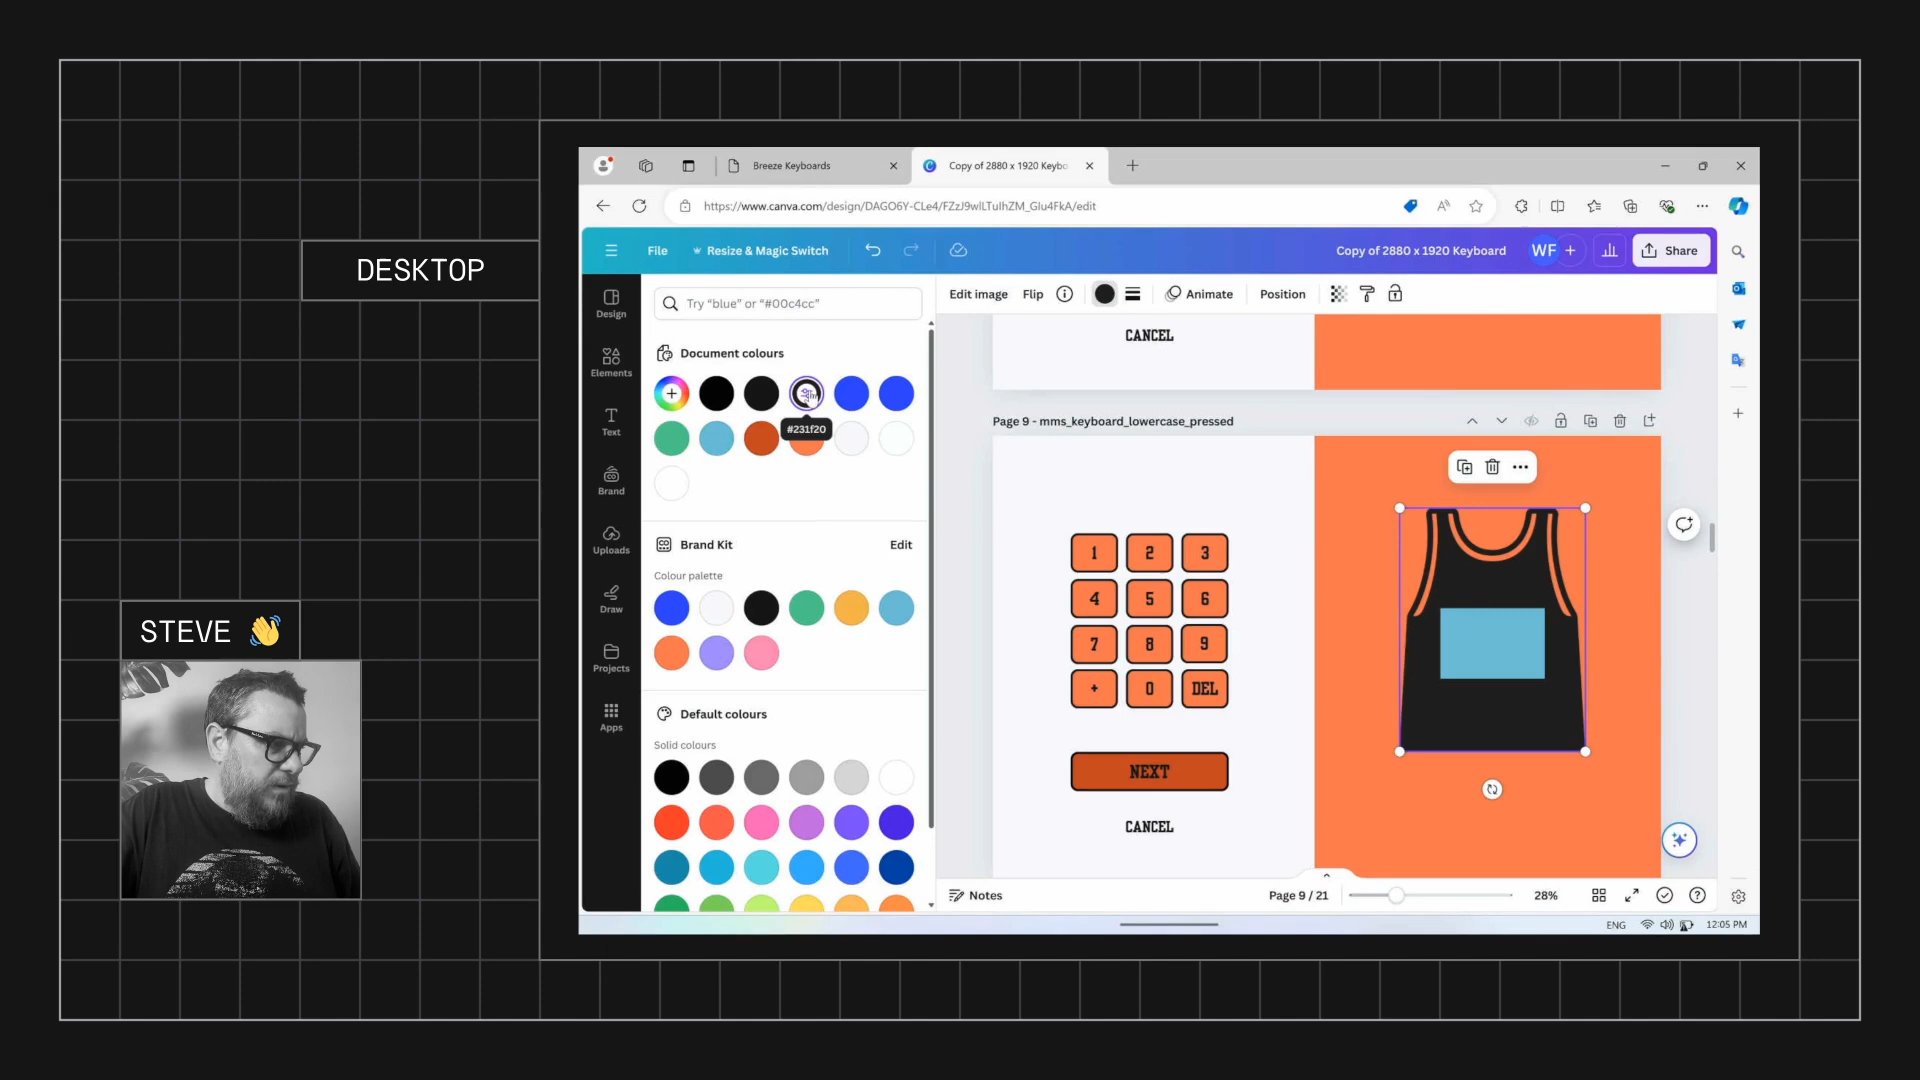 DESKTOP
STEVE 👋
Breeze Keyboards
Copy of 2880 x 1920 Keybo
https://www.canva.com/design/DAGO6Y-CLe4/FZzJ9wlLTuIhZM_GIu4FkA/edit
File
Resize & Magic Switch
Copy of 2880 x 1920 Keyboard
WF
+
Share
Design
Elements
Text
Brand
Uploads
Draw
Projects
Apps
Try “blue” or “#00c4cc”
Document colours
#231f20
Brand Kit
Edit
Colour palette
Default colours
Solid colours
Edit image
Flip
Animate
Position
CANCEL
Page 9 - mms_keyboard_lowercase_pressed
1 2 3
4 5 6
7 8 9
+ 0 DEL
NEXT
CANCEL
Notes
Page 9 / 21
28%
ENG
12:05 PM